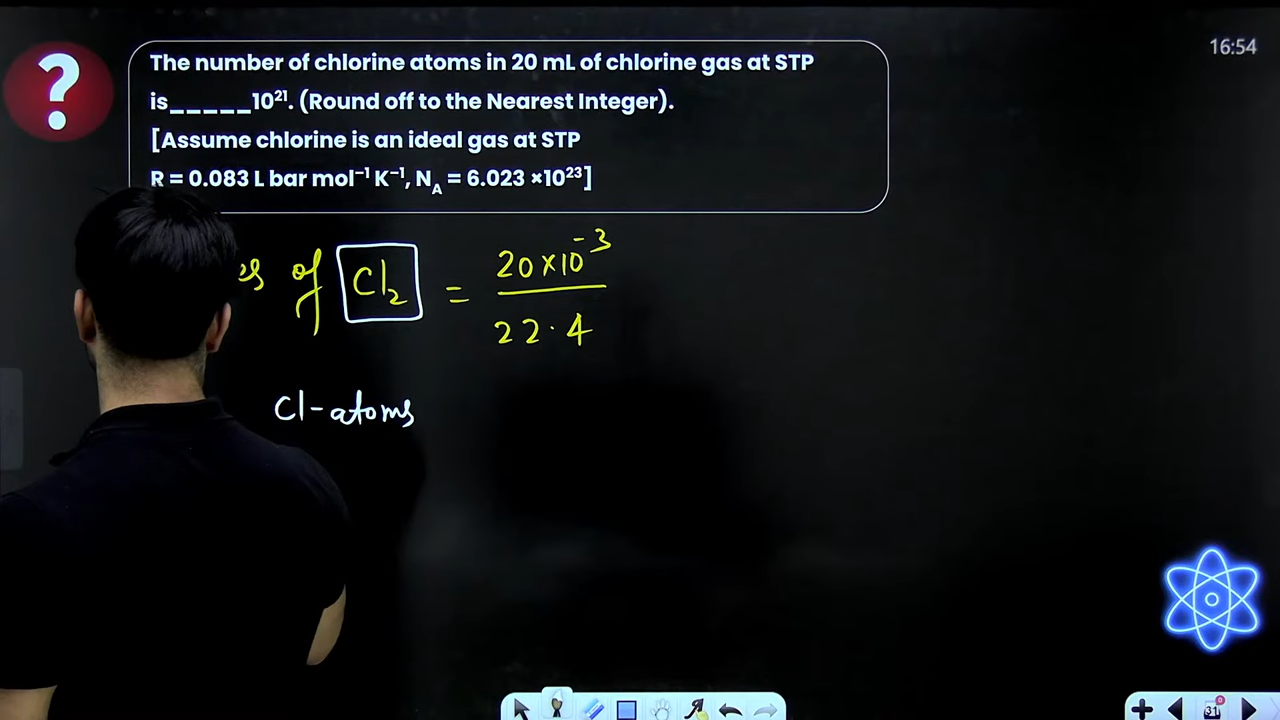 16:54
?
The number of chlorine atoms in 20 mL of chlorine gas at STP
is_____10²¹. (Round off to the Nearest Integer).
[Assume chlorine is an ideal gas at STP
R = 0.083 L bar mol⁻¹ K⁻¹, N_A = 6.023 ×10²³]
of Cl₂ = 20×10⁻³ / 22.4
Cl-atoms
31